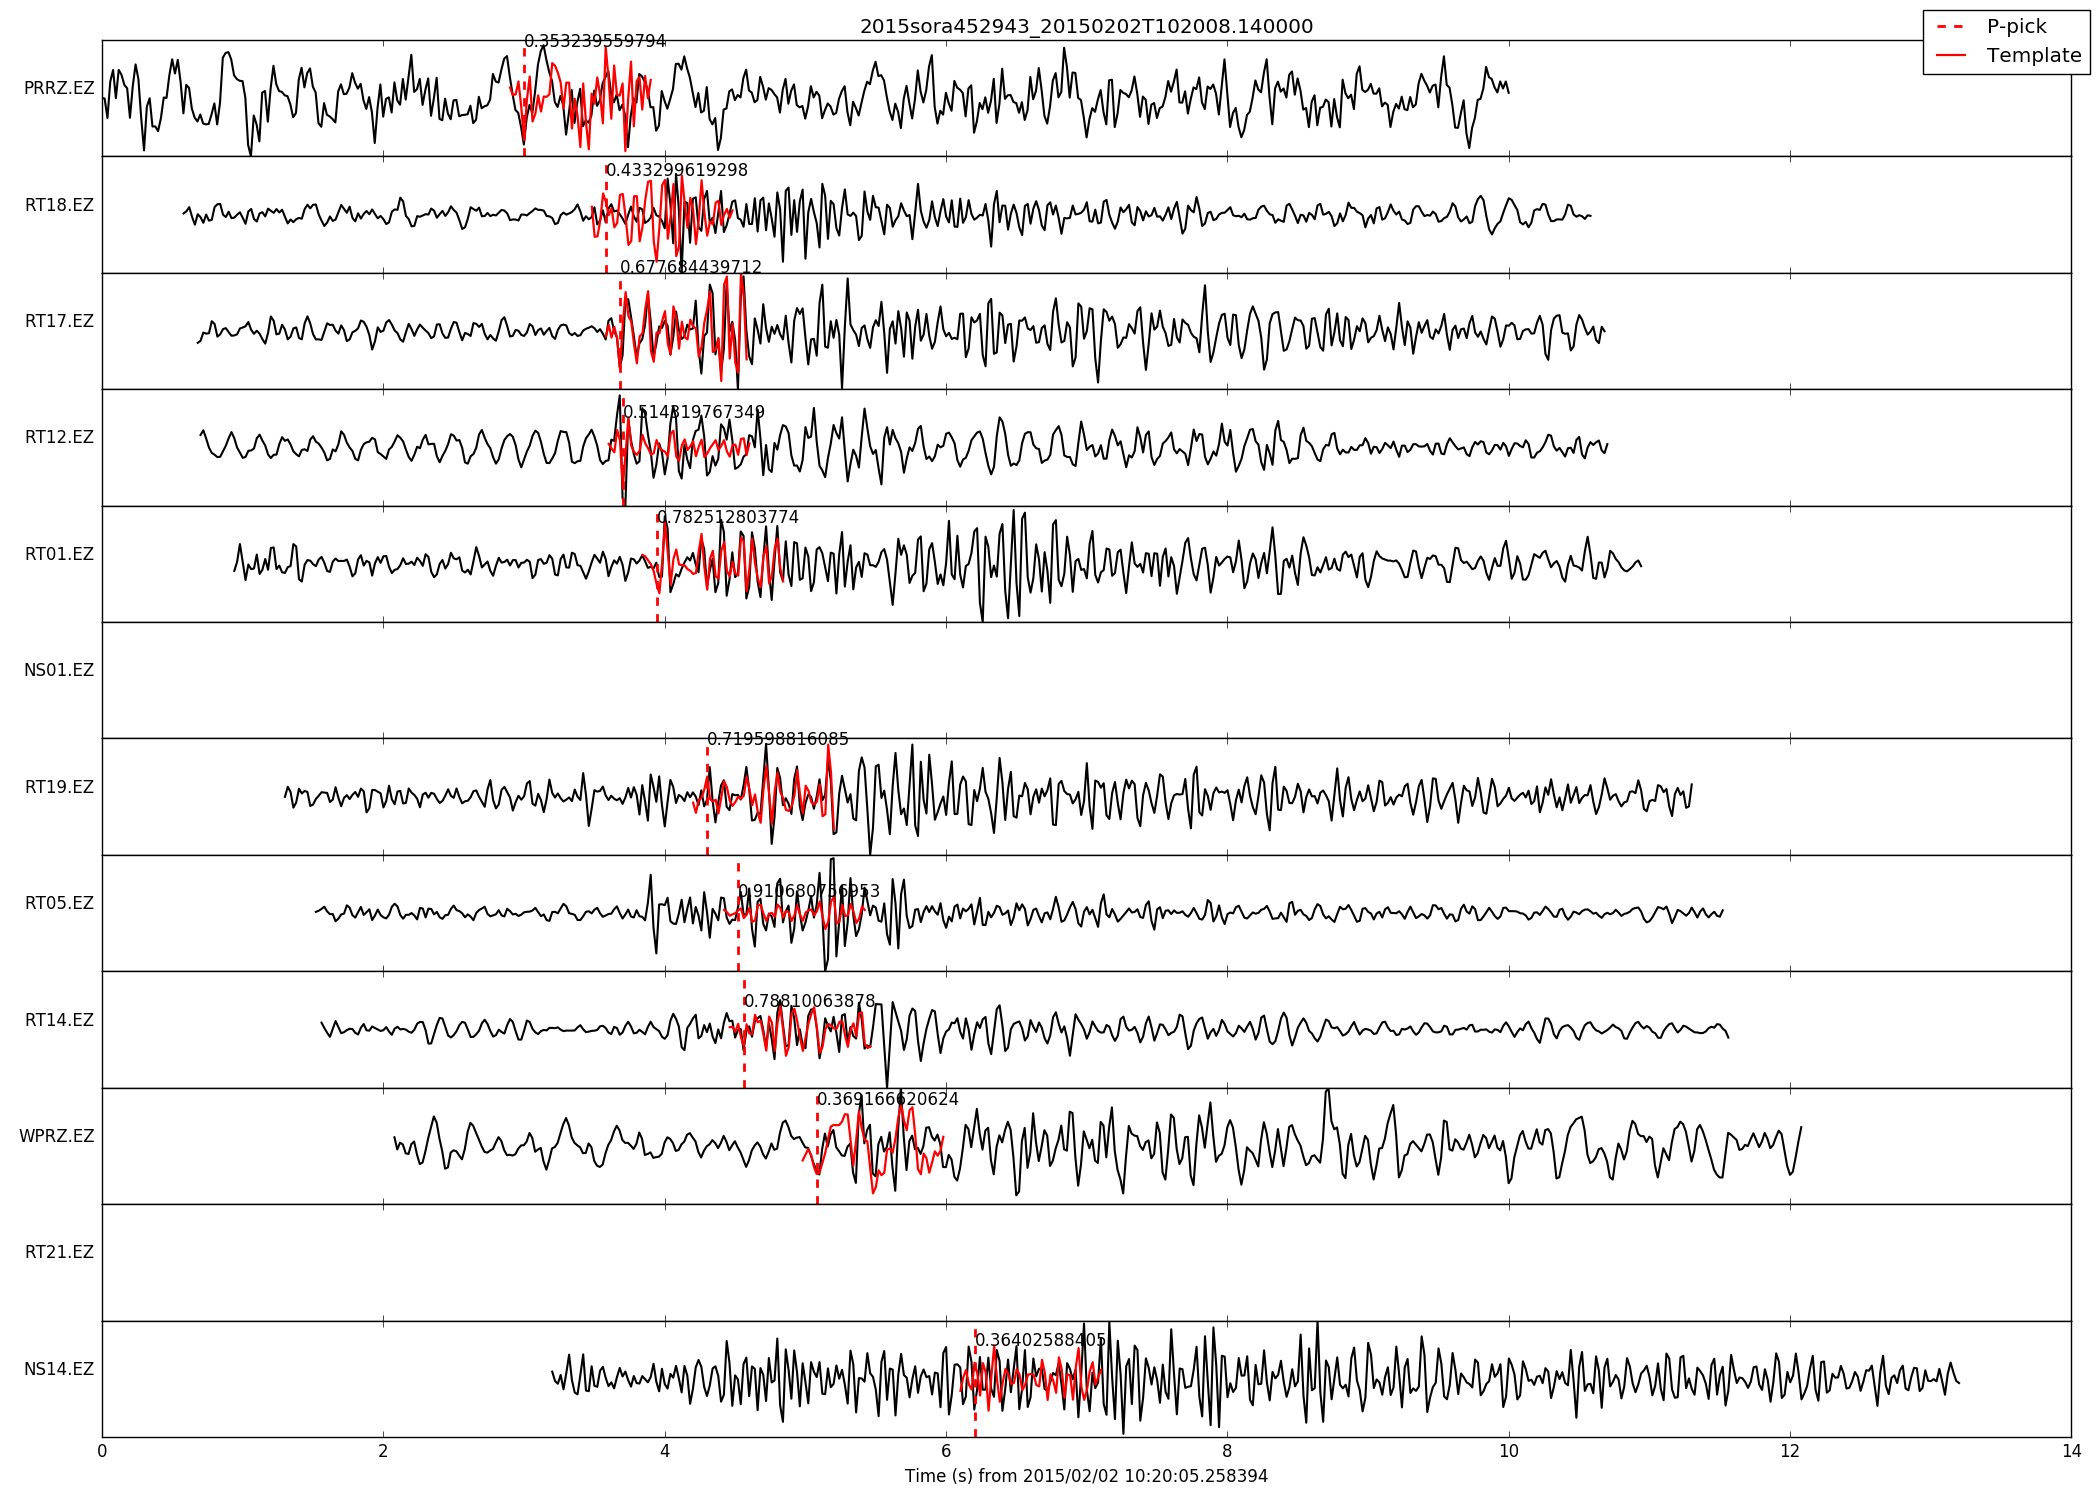 2015sora452943_20150202T102008.140000
P-pick
Template
PRRZ.EZ
0.353239559794
RT18.EZ
0.433299619298
RT17.EZ
0.677684439712
RT12.EZ
0.514819767349
RT01.EZ
0.782512803774
NS01.EZ
RT19.EZ
0.719598816085
RT05.EZ
0.910680756953
RT14.EZ
0.78810063878
WPRZ.EZ
0.369166620624
RT21.EZ
NS14.EZ
0.36402588405
0 2 4 6 8 10 12 14
Time (s) from 2015/02/02 10:20:05.258394